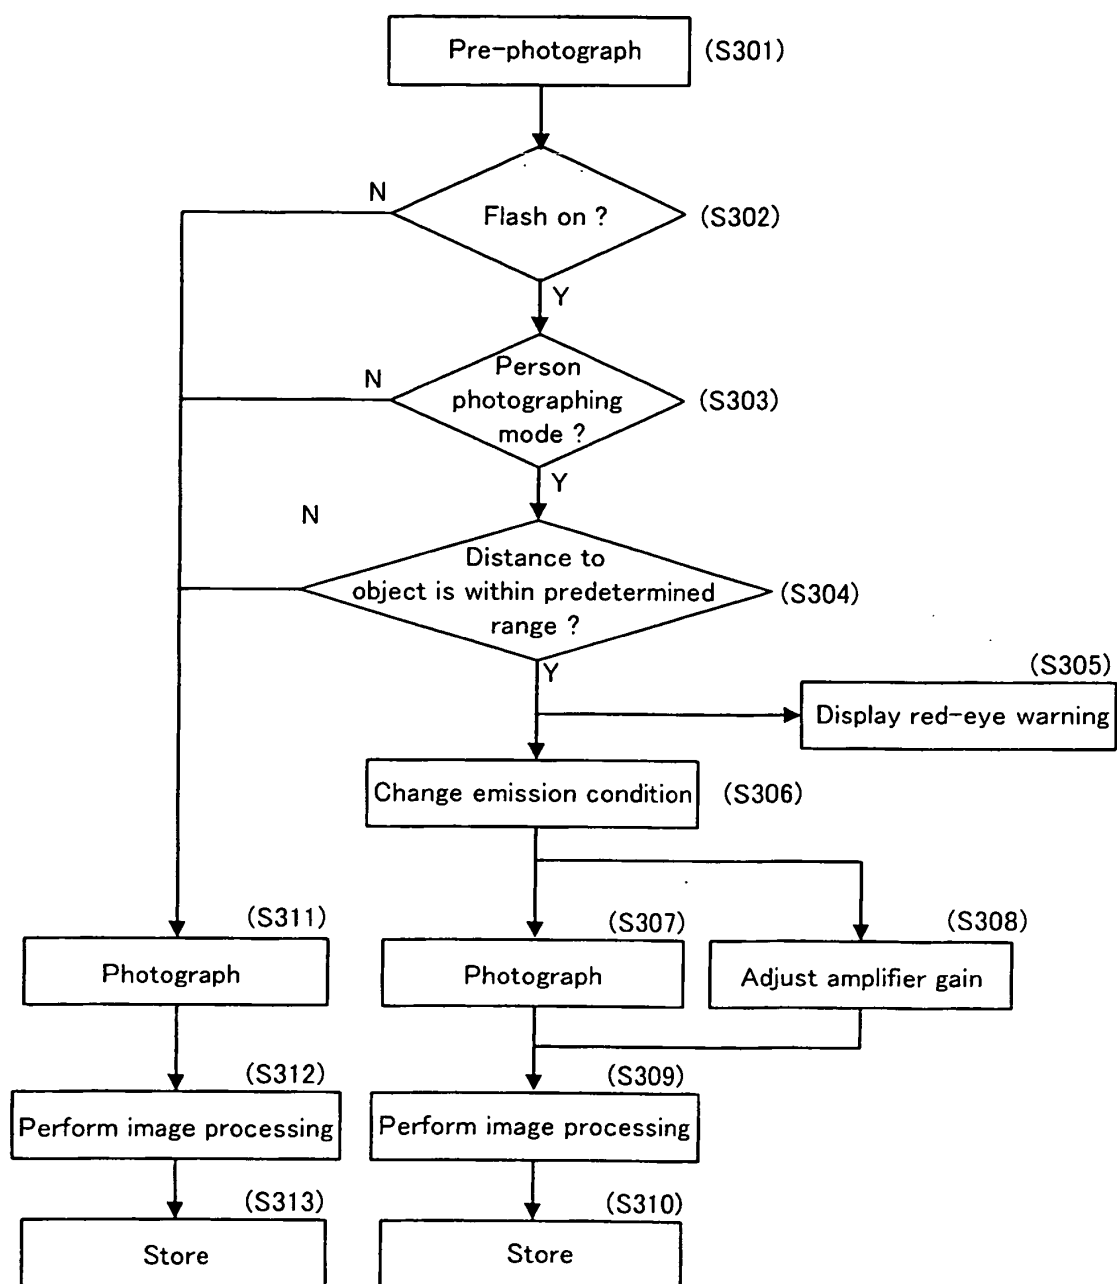 Pre-photograph
(S301)
N
Flash on ?
(S302)
Y
N
Person
photographing
mode ?
(S303)
Y
N
Distance to
object is within predetermined
range ?
(S304)
Y
(S305)
Display red-eye warning
Change emission condition
(S306)
(S311)
(S307)
(S308)
Photograph
Photograph
Adjust amplifier gain
(S312)
(S309)
Perform image processing
Perform image processing
(S313)
(S310)
Store
Store